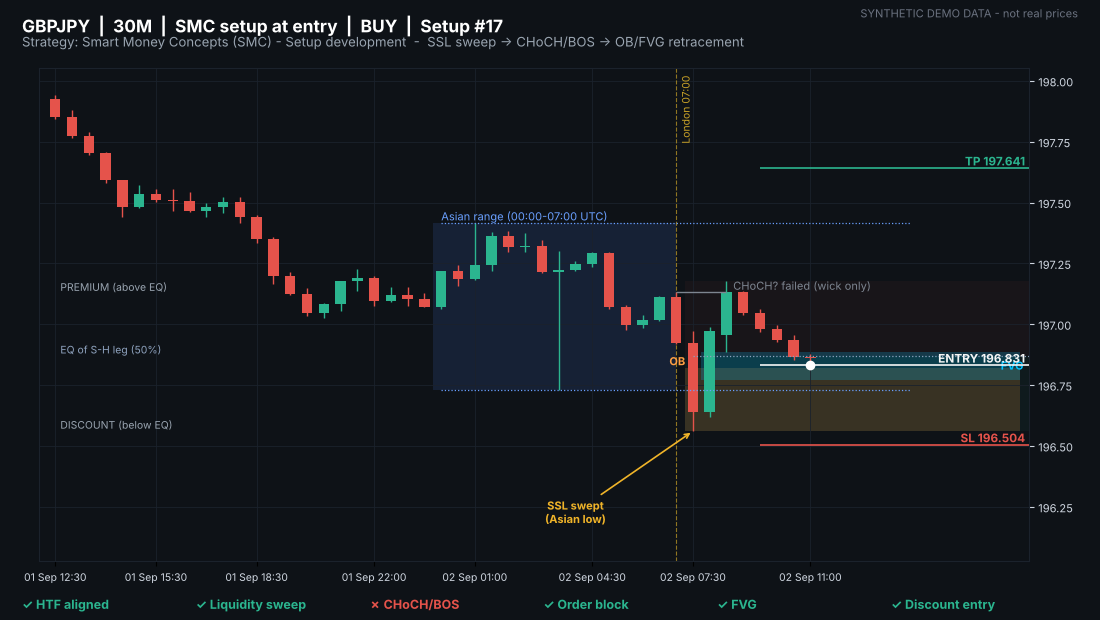 GBPJPY | 30M | SMC setup at entry | BUY | Setup #17
SYNTHETIC DEMO DATA - not real prices
Strategy: Smart Money Concepts (SMC) - Setup development - SSL sweep → CHoCH/BOS → OB/FVG retracement
198.00
London 07:00
197.75
TP 197.641
197.50
Asian range (00:00-07:00 UTC)
197.25
PREMIUM (above EQ)
CHoCH? failed (wick only)
197.00
EQ of S-H leg (50%)
OB
ENTRY 196.831
FVG
196.75
DISCOUNT (below EQ)
SL 196.504
196.50
SSL swept
(Asian low)
196.25
01 Sep 12:30
01 Sep 15:30
01 Sep 18:30
01 Sep 22:00
02 Sep 01:00
02 Sep 04:30
02 Sep 07:30
02 Sep 11:00
✓ HTF aligned
✓ Liquidity sweep
× CHoCH/BOS
✓ Order block
✓ FVG
✓ Discount entry